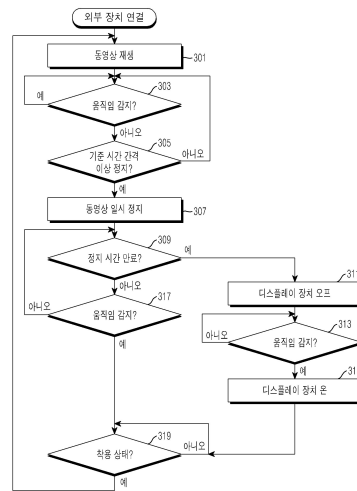 외부 장치 연결
동영상 재생
301
303
예
움직임 감지?
아니오
305
기준 시간 간격
이상 정지?
아니오
예
동영상 일시 정지
307
309
정지 시간 만료?
예
아니오
317
움직임 감지?
아니오
예
311
디스플레이 장치 오프
313
움직임 감지?
아니오
예
31
디스플레이 장치 온
319
착용 상태?
아니오
예